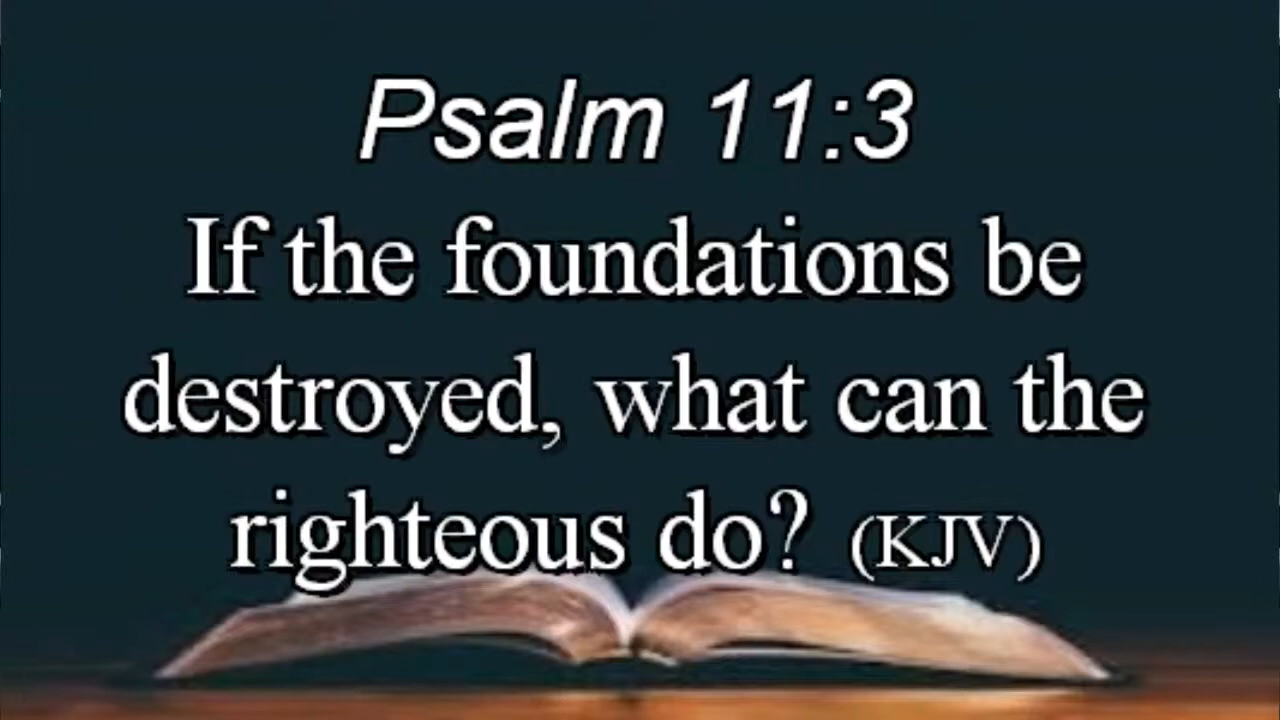 Psalm 11:3
If the foundations be
destroyed, what can the
righteous do? (KJV)